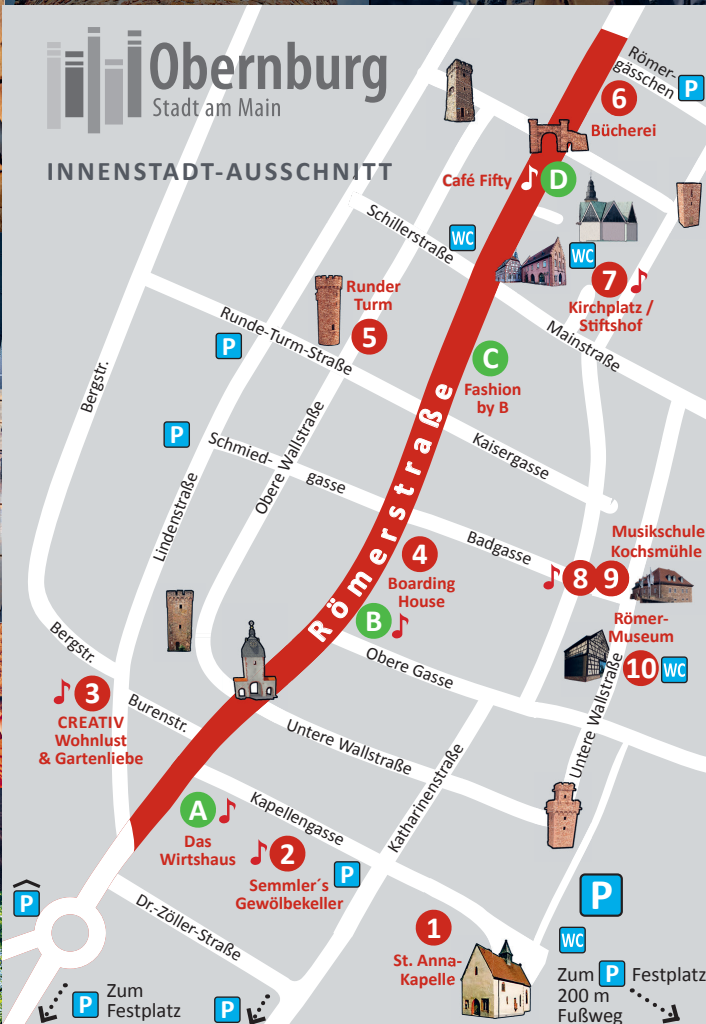 Obernburg
Stadt am Main
INNENSTADT-AUSSCHNITT
Römer-
gässchen
P
6
Bücherei
Café Fifty
D
Schillerstraße
WC
WC
7
Kirchplatz /
Stiftshof
Mainstraße
Runder
Turm
5
Runde-Turm-Straße
P
C
Fashion
by B
Bergstr.
P
Schmied-
gasse
Obere Wallstraße
Kaisergasse
Lindenstraße
Römerstraße
Badgasse
Musikschule
Kochsmühle
8
9
4
Boarding
House
B
Römer-
Museum
10
WC
Obere Gasse
Bergstr.
3
CREATIV
Wohnlust
& Gartenliebe
Burenstr.
Untere Wallstraße
Untere Wallstraße
Katharinenstraße
A
Das
Wirtshaus
Kapellengasse
2
Semmler´s
Gewölbekeller
P
P
P
Dr.-Zöller-Straße
1
St. Anna-
Kapelle
WC
Zum P Festplatz
200 m
Fußweg
P Zum
Festplatz
P